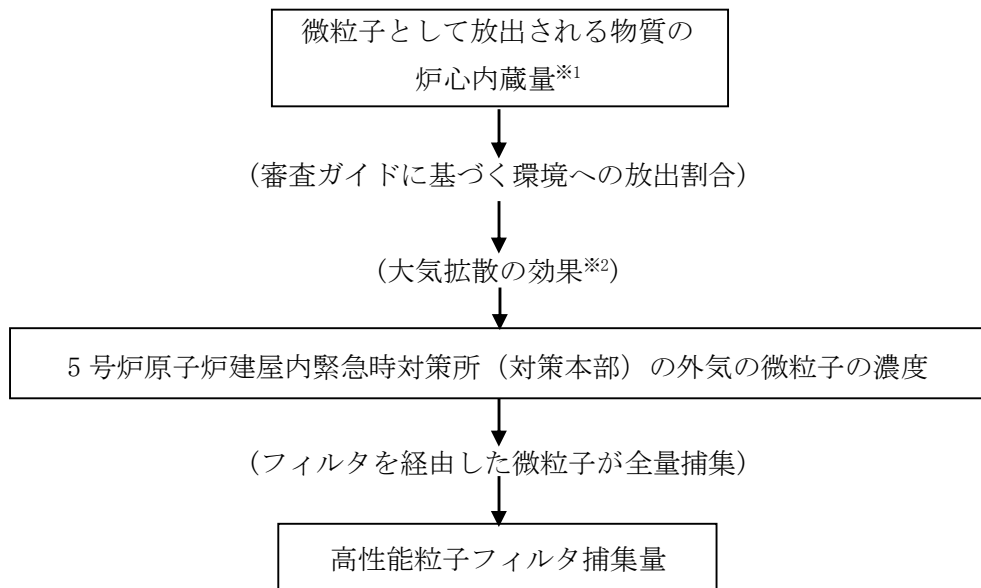 微粒子として放出される物質の
炉心内蔵量※1
(審査ガイドに基づく環境への放出割合)
(大気拡散の効果※2)
5 号炉原子炉建屋内緊急時対策所（対策本部）の外気の微粒子の濃度
(フィルタを経由した微粒子が全量捕集)
高性能粒子フィルタ捕集量